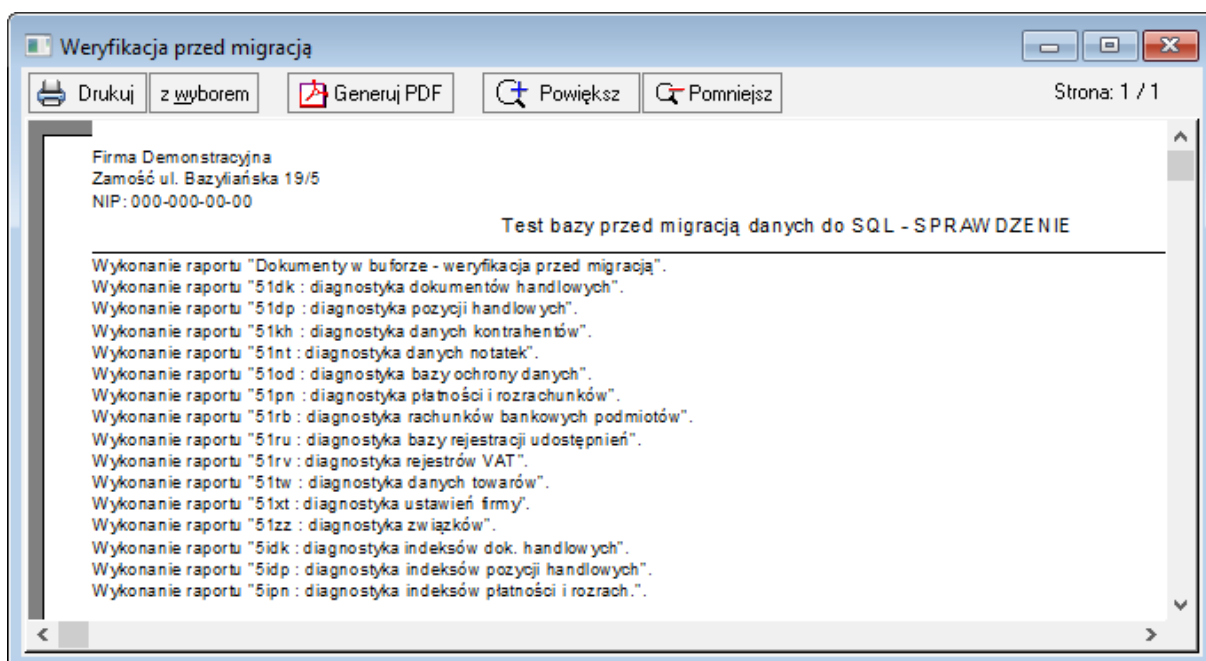 Weryfikacja przed migracją
Drukuj z wyborem Generuj PDF Powiększ Pomniejsz Strona: 1 / 1
Firma Demonstracyjna
Zamość ul. Bazyliańska 19/5
NIP: 000-000-00-00
Test bazy przed migracją danych do SQL - SPRAWDZENIE
Wykonanie raportu "Dokumenty w buforze - weryfikacja przed migracją".
Wykonanie raportu "51dk : diagnostyka dokumentów handlowych".
Wykonanie raportu "51dp : diagnostyka pozycji handlowych".
Wykonanie raportu "51kh : diagnostyka danych kontrahentów".
Wykonanie raportu "51nt : diagnostyka danych notatek".
Wykonanie raportu "51od : diagnostyka bazy ochrony danych".
Wykonanie raportu "51pn : diagnostyka płatności i rozrachunków".
Wykonanie raportu "51rb : diagnostyka rachunków bankowych podmiotów".
Wykonanie raportu "51ru : diagnostyka bazy rejestracji udostępnień".
Wykonanie raportu "51rv : diagnostyka rejestrów VAT".
Wykonanie raportu "51tw : diagnostyka danych towarów".
Wykonanie raportu "51xt : diagnostyka ustawień firmy".
Wykonanie raportu "51zz : diagnostyka związków".
Wykonanie raportu "5idk : diagnostyka indeksów dok. handlowych".
Wykonanie raportu "5idp : diagnostyka indeksów pozycji handlowych".
Wykonanie raportu "5ipn : diagnostyka indeksów płatności i rozrach.".